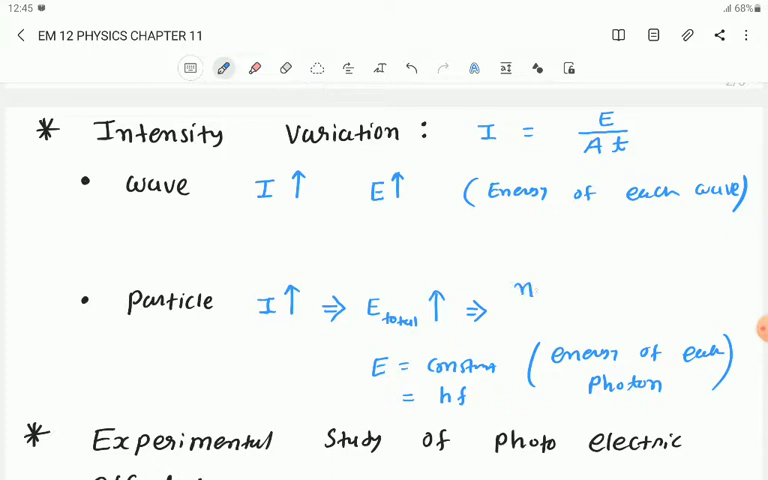 12:45 68%
EM 12 PHYSICS CHAPTER 11
* Intensity Variation : I = E / A t
• wave I ↑ E ↑ (Energy of each wave)
• Particle I ↑ ⇒ E total ↑ ⇒ n
E = constant (energy of each photon)
= hf
* Experimental study of photo electric